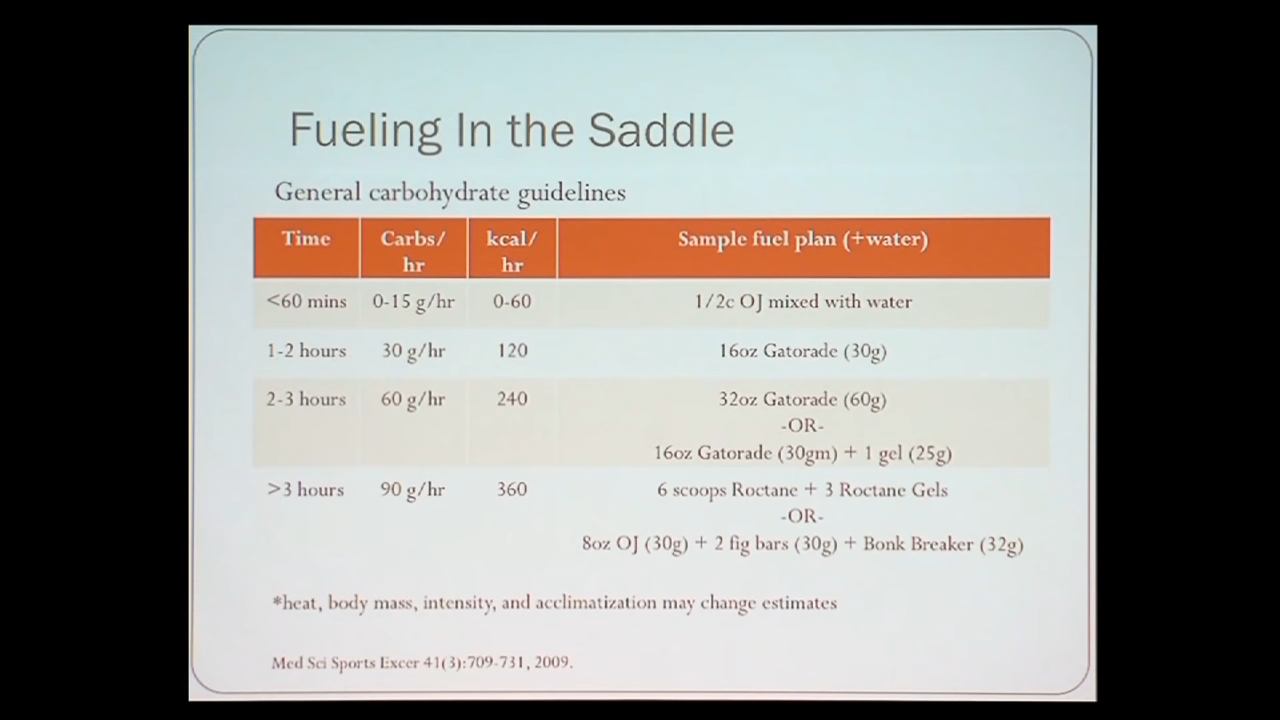 Fueling In the Saddle
General carbohydrate guidelines
Time Carbs/ hr kcal/ hr Sample fuel plan (+water)
<60 mins 0-15 g/hr 0-60 1/2c OJ mixed with water
1-2 hours 30 g/hr 120 16oz Gatorade (30g)
2-3 hours 60 g/hr 240 32oz Gatorade (60g)
-OR-
16oz Gatorade (30gm) + 1 gel (25g)
>3 hours 90 g/hr 360 6 scoops Roctane + 3 Roctane Gels
-OR-
8oz OJ (30g) + 2 fig bars (30g) + Bonk Breaker (32g)
*heat, body mass, intensity, and acclimatization may change estimates
Med Sci Sports Excer 41(3):709-731, 2009.